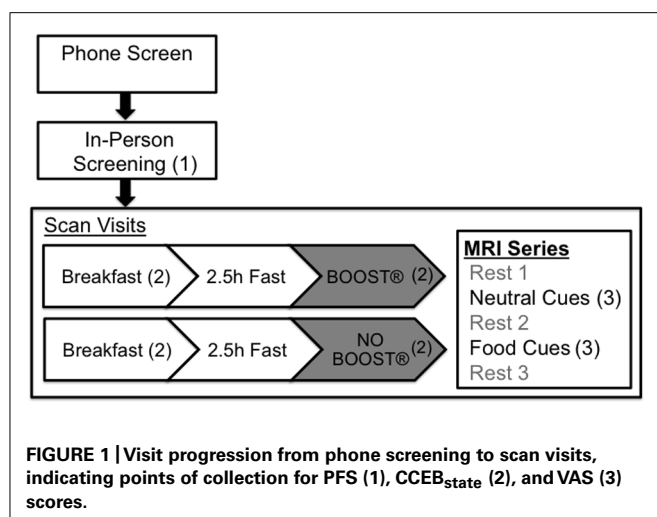 Phone Screen
In-Person
Screening (1)
Scan Visits
Breakfast (2)
2.5h Fast
BOOST® (2)
Breakfast (2)
2.5h Fast
NO
BOOST® (2)
MRI Series
Rest 1
Neutral Cues (3)
Rest 2
Food Cues (3)
Rest 3
FIGURE 1 | Visit progression from phone screening to scan visits,
indicating points of collection for PFS (1), CCEBstate (2), and VAS (3)
scores.